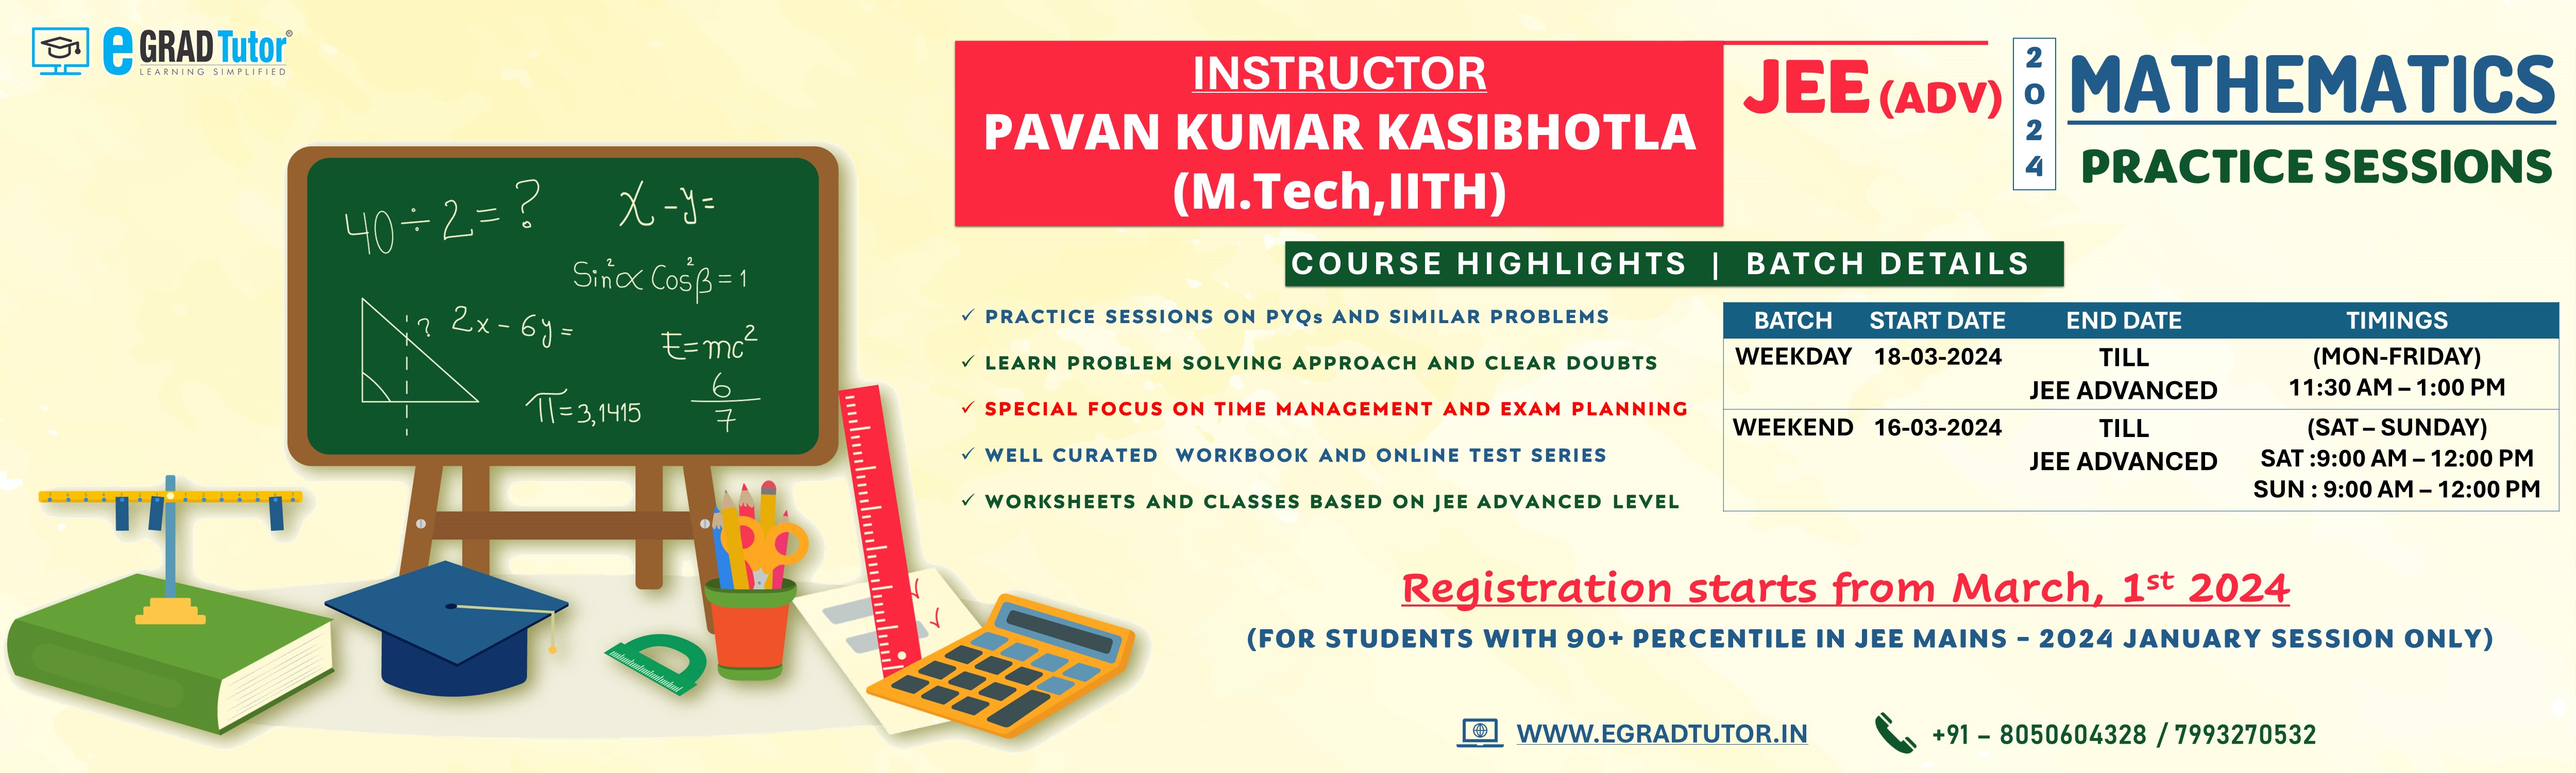 eGRADTutor®
LEARNING SIMPLIFIED
INSTRUCTOR
PAVAN KUMAR KASIBHOTLA
(M.Tech,IITH)
JEE (ADV)
2024
MATHEMATICS
PRACTICE SESSIONS
40÷2=?
x-y=
Sin²α Cos²β=1
? 2x-6y=
E=mc²
π=3,1415
6
7
COURSE HIGHLIGHTS | BATCH DETAILS
✓ PRACTICE SESSIONS ON PYQs AND SIMILAR PROBLEMS
✓ LEARN PROBLEM SOLVING APPROACH AND CLEAR DOUBTS
✓ SPECIAL FOCUS ON TIME MANAGEMENT AND EXAM PLANNING
✓ WELL CURATED WORKBOOK AND ONLINE TEST SERIES
✓ WORKSHEETS AND CLASSES BASED ON JEE ADVANCED LEVEL
BATCH START DATE END DATE TIMINGS
WEEKDAY 18-03-2024 TILL (MON-FRIDAY)
JEE ADVANCED 11:30 AM – 1:00 PM
WEEKEND 16-03-2024 TILL (SAT – SUNDAY)
JEE ADVANCED SAT :9:00 AM – 12:00 PM
SUN : 9:00 AM – 12:00 PM
Registration starts from March, 1st 2024
(FOR STUDENTS WITH 90+ PERCENTILE IN JEE MAINS - 2024 JANUARY SESSION ONLY)
WWW.EGRADTUTOR.IN
+91 – 8050604328 / 7993270532